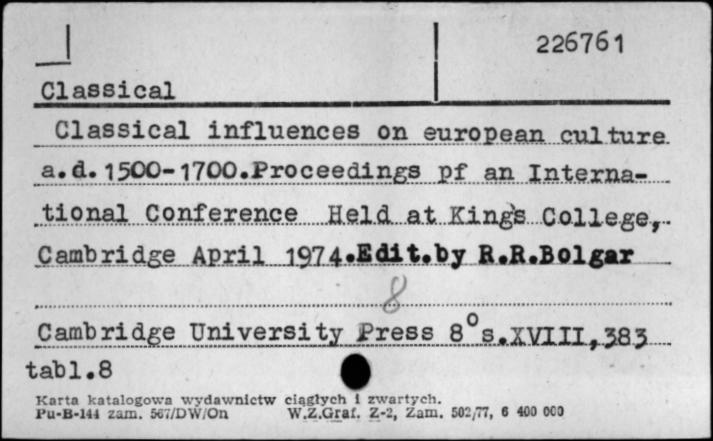 226761
Classical
Classical influences on european culture
a.d. 1500-1700.Proceedings pf an Interna-
tional Conference Held at King's College,
Cambridge April 1974.Edit.by R.R.Bolgar
8
Cambridge University Press 8° s.XVIII,383
tabl.8
Karta katalogowa wydawnictw ciągłych i zwartych.
Pu-B-144 zam. 567/DW/On W.Z.Graf. Z-2, Zam. 502/77, 6 400 000